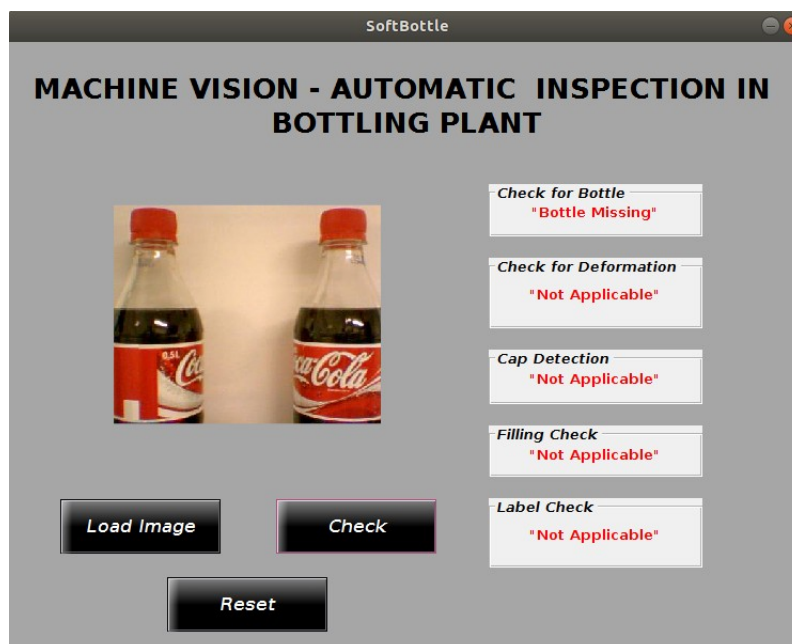 SoftBottle
MACHINE VISION - AUTOMATIC  INSPECTION IN
BOTTLING PLANT
0,5L
Coca
ca-Cola
Check for Bottle
"Bottle Missing"
Check for Deformation
"Not Applicable"
Cap Detection
"Not Applicable"
Filling Check
"Not Applicable"
Label Check
"Not Applicable"
Load Image
Check
Reset